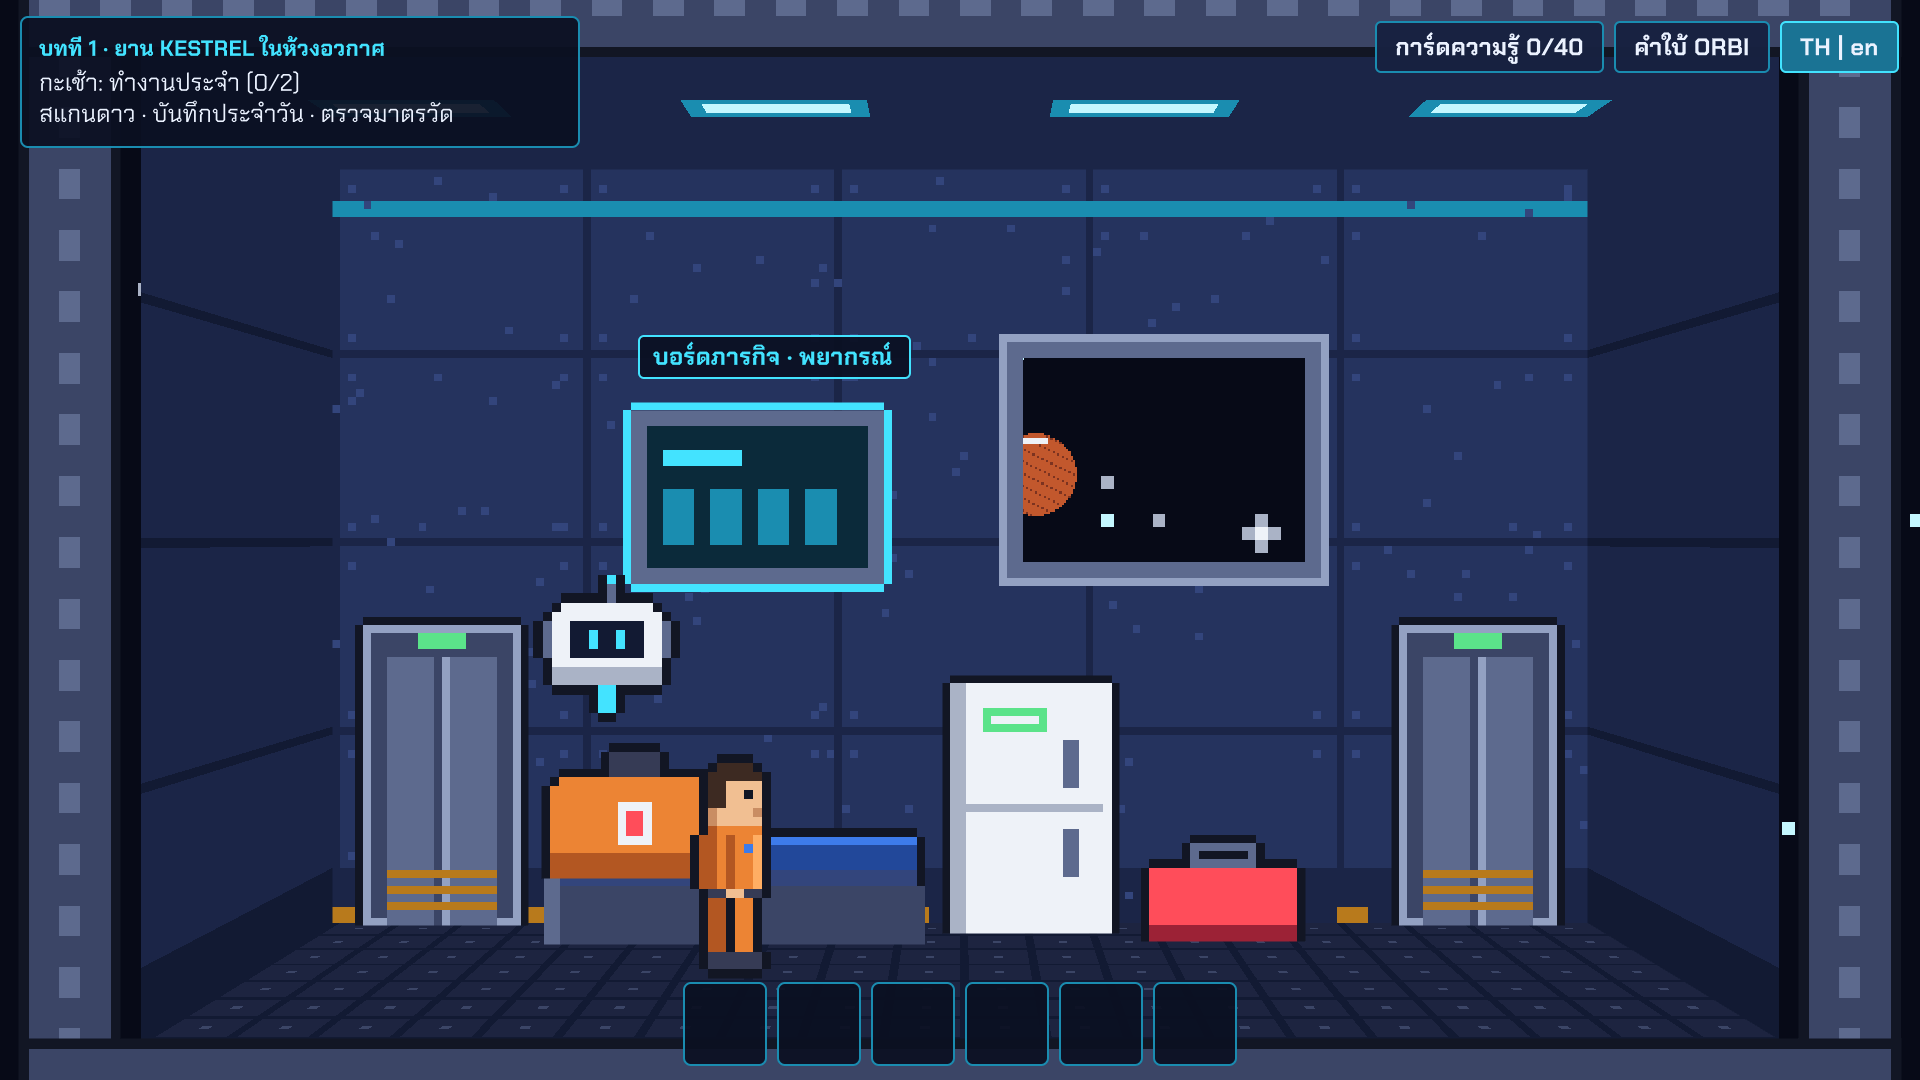 บทที่ 1 · ยาน KESTREL ในห้วงอวกาศ
กะเช้า: ทำงานประจำ (0/2)
สแกนดาว · บันทึกประจำวัน · ตรวจมาตรวัด
การ์ดความรู้ 0/40
คำใบ้ ORBI
TH | en
บอร์ดภารกิจ · พยากรณ์